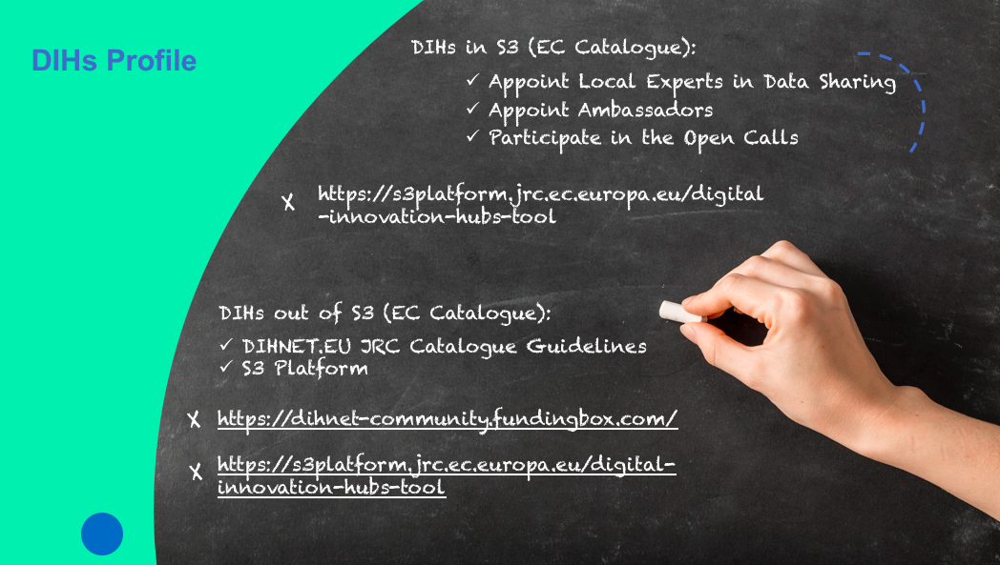 DIHs Profile
DIHs in S3 (EC Catalogue):
✓ Appoint Local Experts in Data Sharing
✓ Appoint Ambassadors
✓ Participate in the Open Calls
X https://s3platform.jrc.ec.europa.eu/digital
-innovation-hubs-tool
DIHs out of S3 (EC Catalogue):
✓ DIHNET.EU JRC Catalogue Guidelines
✓ S3 Platform
X https://dihnet-community.fundingbox.com/
X https://s3platform.jrc.ec.europa.eu/digital-
innovation-hubs-tool